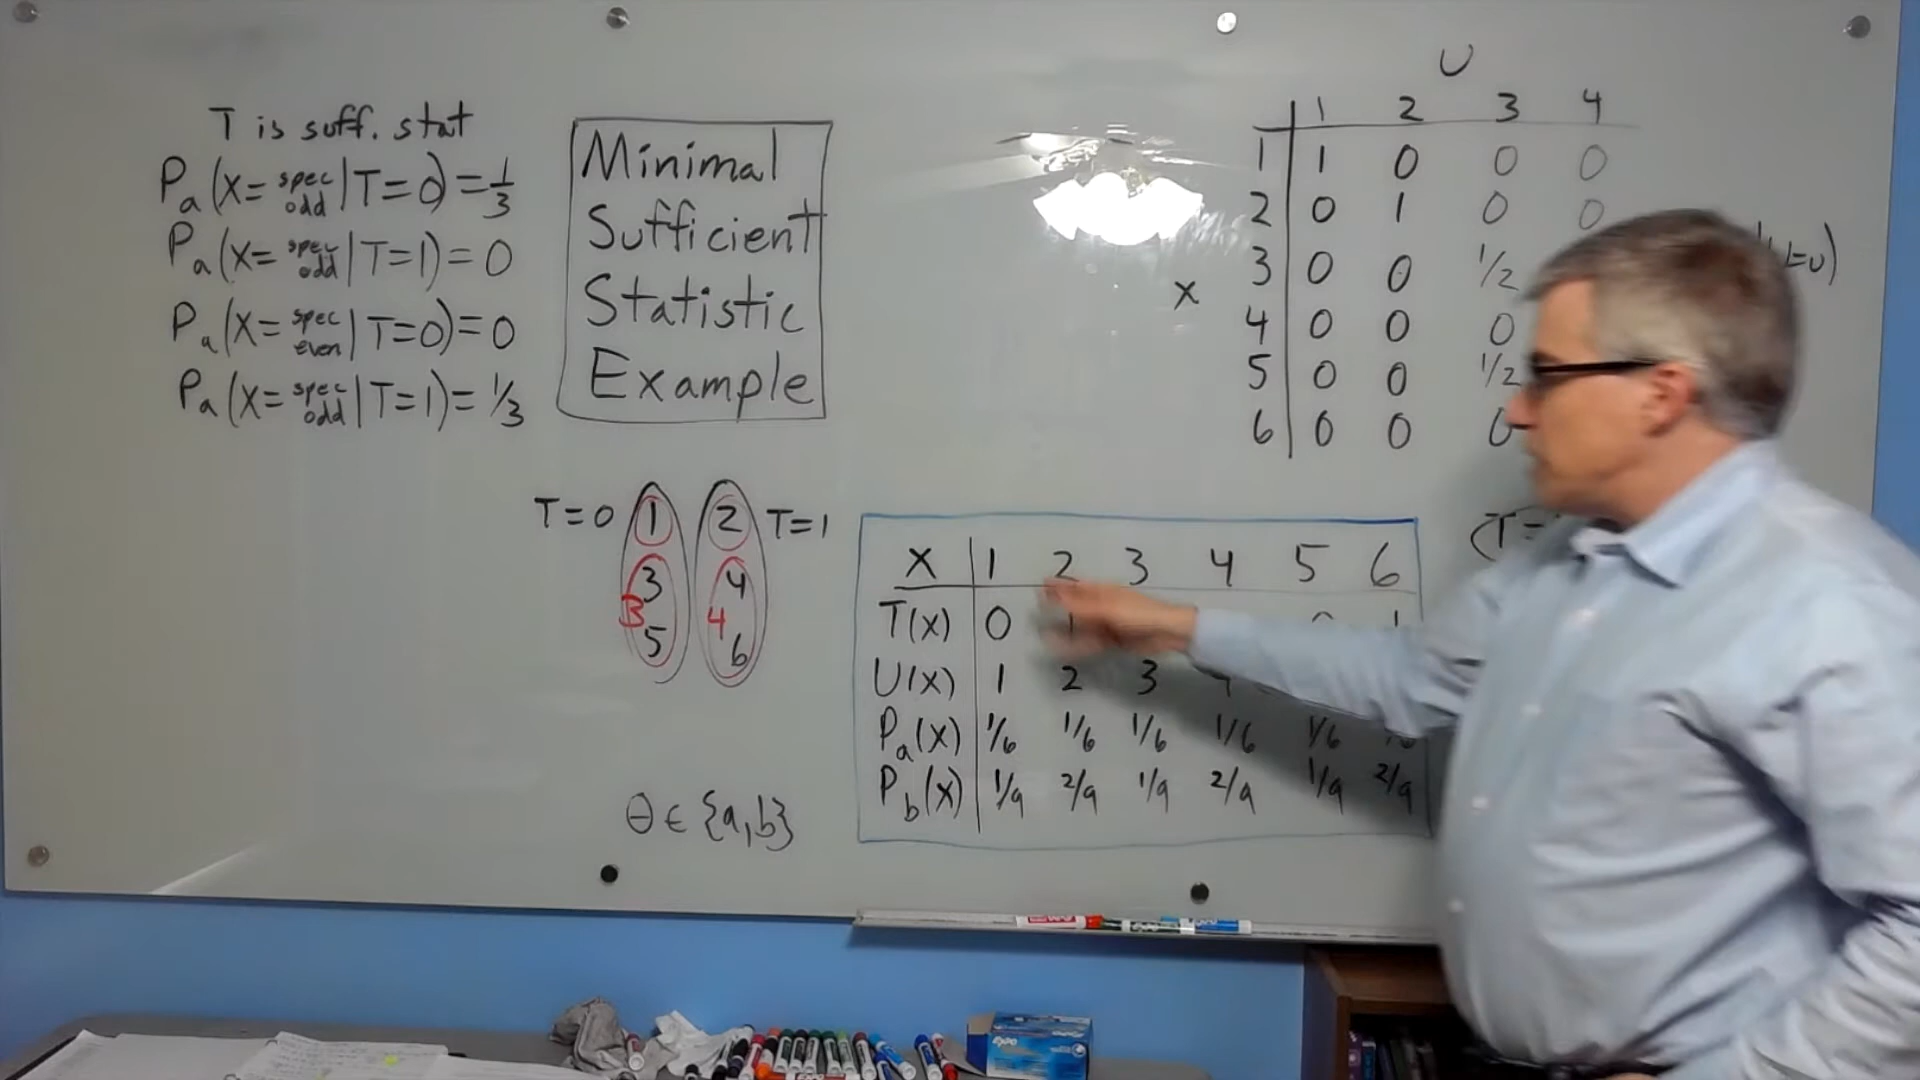 T is suff. stat
Pa(X= spec odd | T=0) = 1/3
Pa(X= spec odd | T=1) = 0
Pa(X= spec even | T=0) = 0
Pa(X= spec odd | T=1) = 1/3
Minimal
Sufficient
Statistic
Example
U
1 2 3 4
1 1 0 0 0
2 0 1 0 0
3 0 0 1/2
x
4 0 0 0
5 0 0 1/2
6 0 0 0
=u)
T=0 1 2 T=1
3 4
3 4
5 6
θ ∈ {a,b}
(T=
X 1 2 3 4 5 6
T(x) 0 1
U(x) 1 2 3
Pa(x) 1/6 1/6 1/6 1/6 1/6
Pb(x) 1/9 2/9 1/9 2/9 1/9 2/9
EXPO